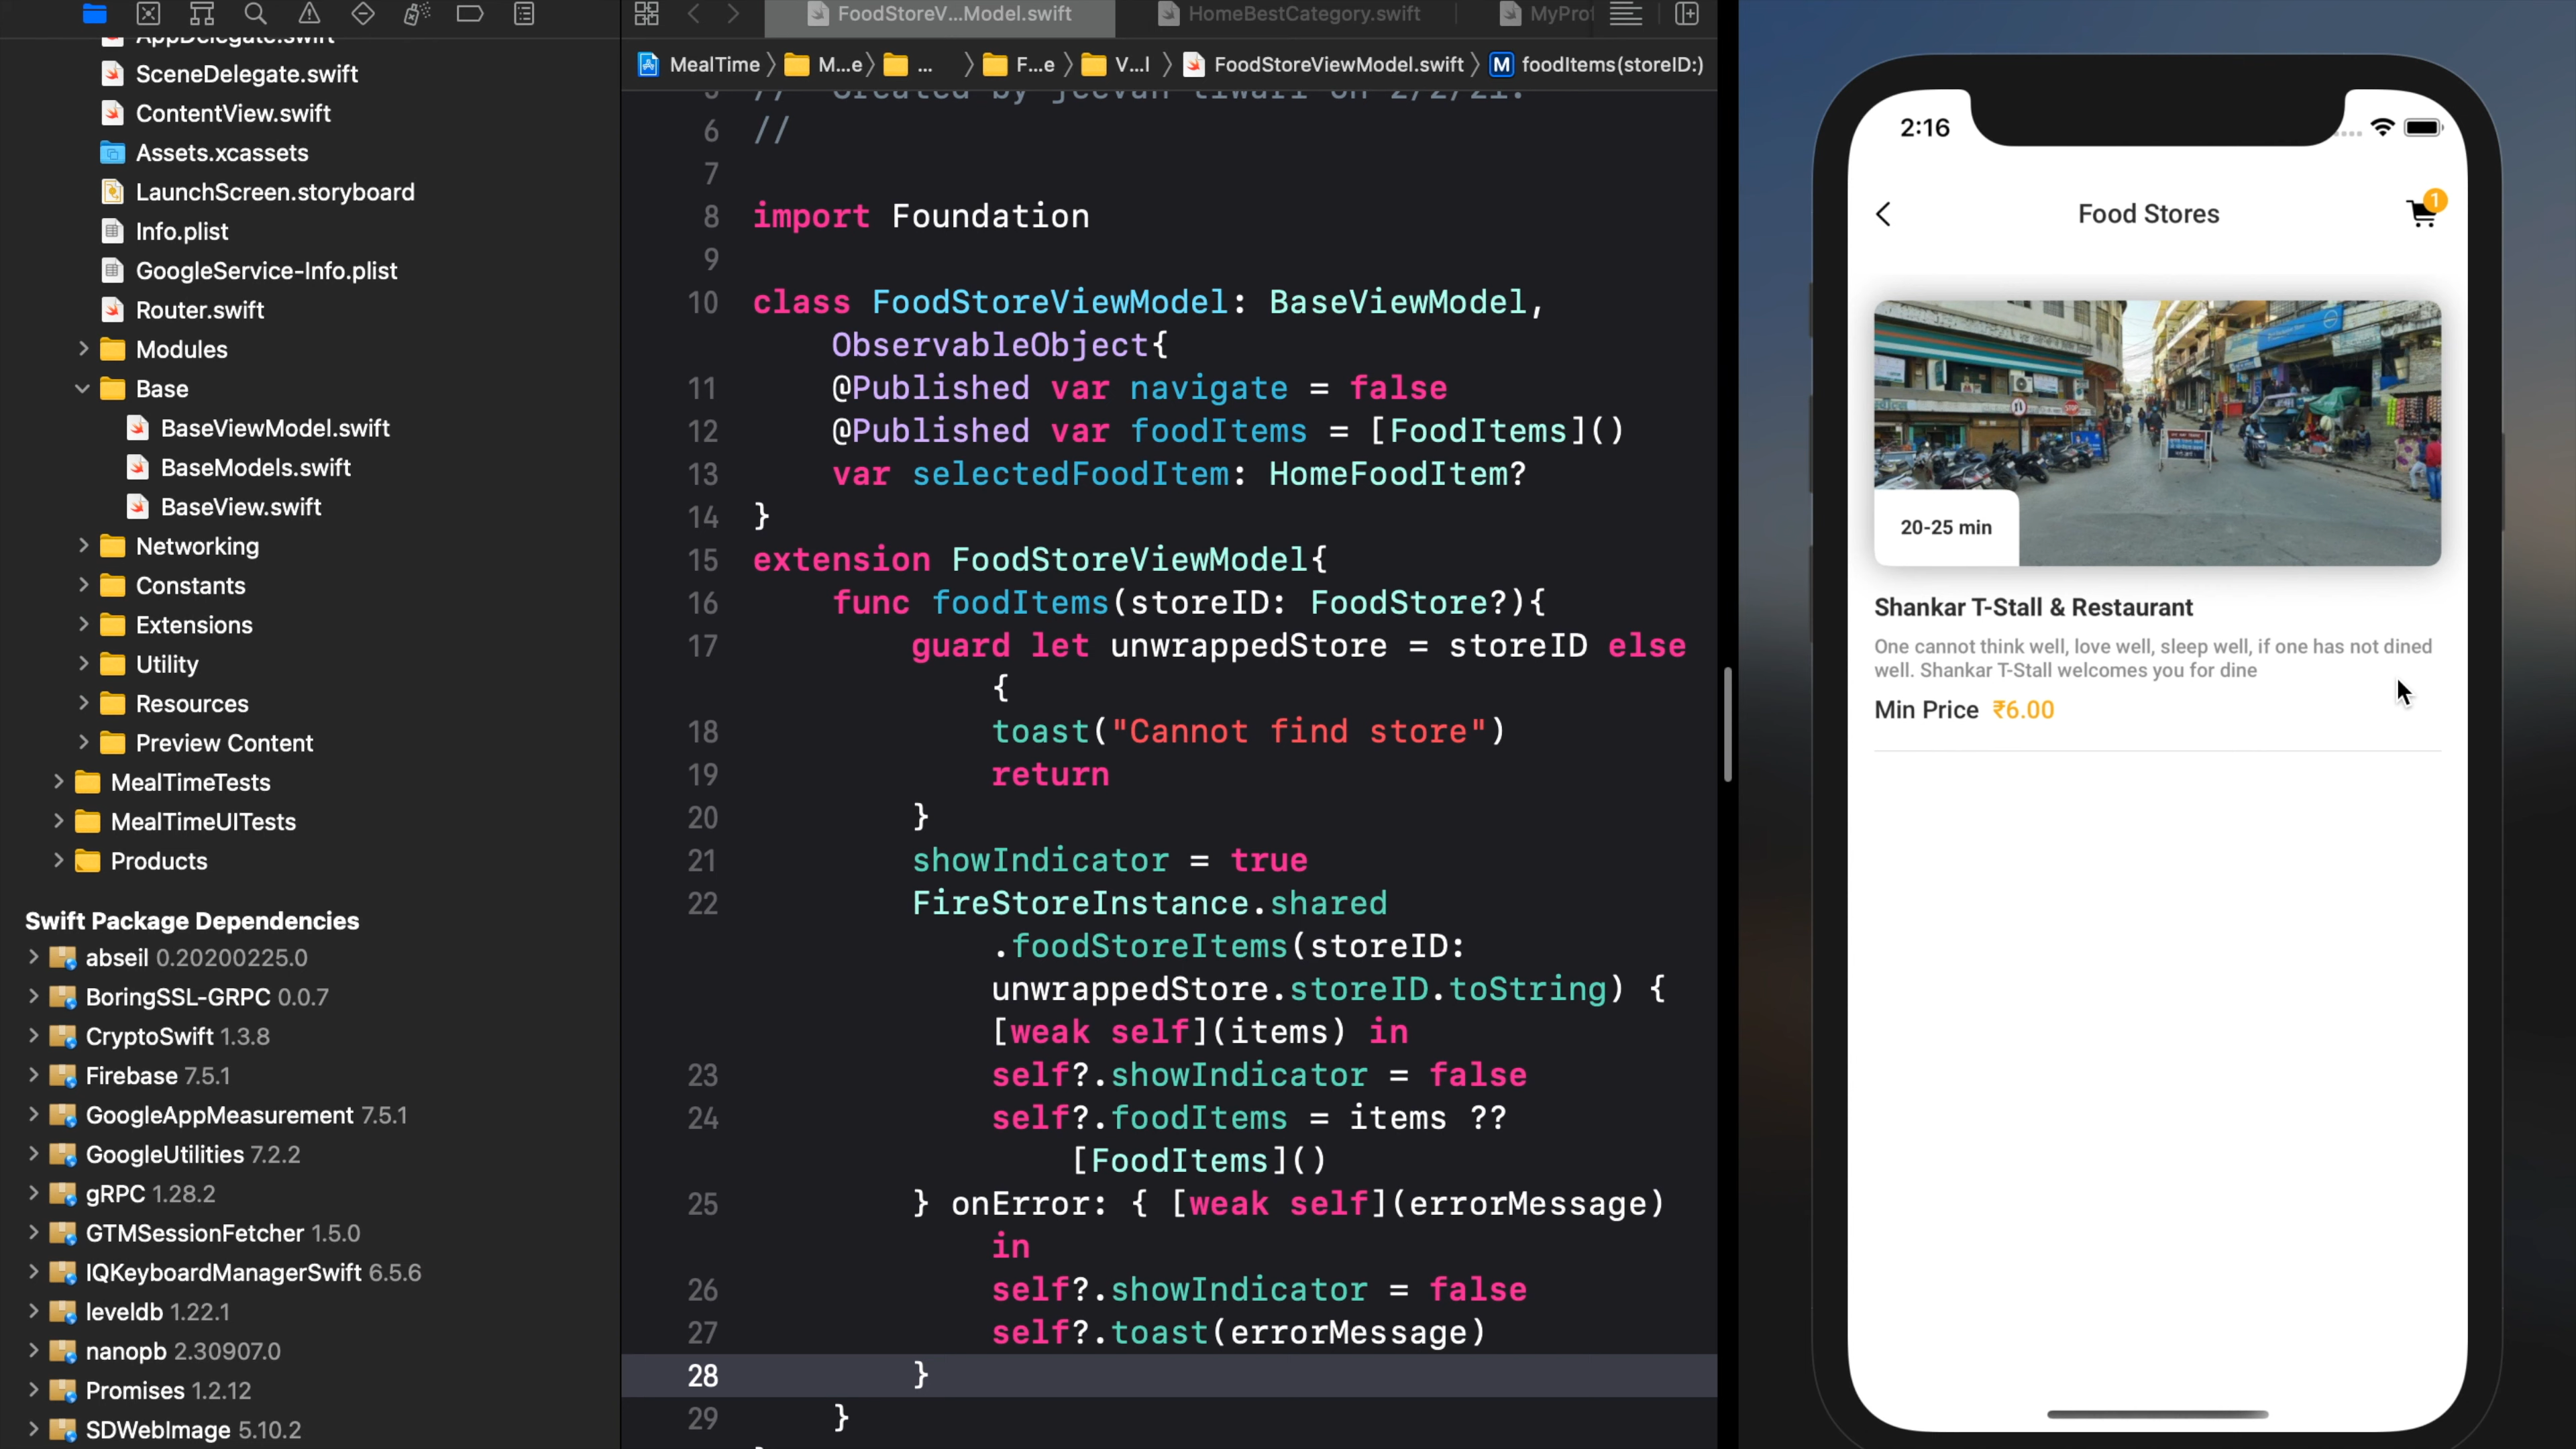 AppDelegate.swift
SceneDelegate.swift
ContentView.swift
Assets.xcassets
LaunchScreen.storyboard
Info.plist
GoogleService-Info.plist
Router.swift
Modules
Base
BaseViewModel.swift
BaseModels.swift
BaseView.swift
Networking
Constants
Extensions
Utility
Resources
Preview Content
MealTimeTests
MealTimeUITests
Products
Swift Package Dependencies
abseil 0.20200225.0
BoringSSL-GRPC 0.0.7
CryptoSwift 1.3.8
Firebase 7.5.1
GoogleAppMeasurement 7.5.1
GoogleUtilities 7.2.2
gRPC 1.28.2
GTMSessionFetcher 1.5.0
IQKeyboardManagerSwift 6.5.6
leveldb 1.22.1
nanopb 2.30907.0
Promises 1.2.12
SDWebImage 5.10.2
FoodStoreV...Model.swift HomeBestCategory.swift MyProf
MealTime M...e ... F...e V...l FoodStoreViewModel.swift M foodItems(storeID:)
5 // Created by jeevan tiwari on 2/2/21.
6 //
7
8 import Foundation
9
10 class FoodStoreViewModel: BaseViewModel,
ObservableObject{
11 @Published var navigate = false
12 @Published var foodItems = [FoodItems]()
13 var selectedFoodItem: HomeFoodItem?
14 }
15 extension FoodStoreViewModel{
16 func foodItems(storeID: FoodStore?){
17 guard let unwrappedStore = storeID else
{
18 toast("Cannot find store")
19 return
20 }
21 showIndicator = true
22 FireStoreInstance.shared
.foodStoreItems(storeID:
unwrappedStore.storeID.toString) {
[weak self](items) in
23 self?.showIndicator = false
24 self?.foodItems = items ??
[FoodItems]()
25 } onError: { [weak self](errorMessage)
in
26 self?.showIndicator = false
27 self?.toast(errorMessage)
28 }
29 }
2:16
Food Stores
1
20-25 min
Shankar T-Stall & Restaurant
One cannot think well, love well, sleep well, if one has not dined
well. Shankar T-Stall welcomes you for dine
Min Price ₹6.00